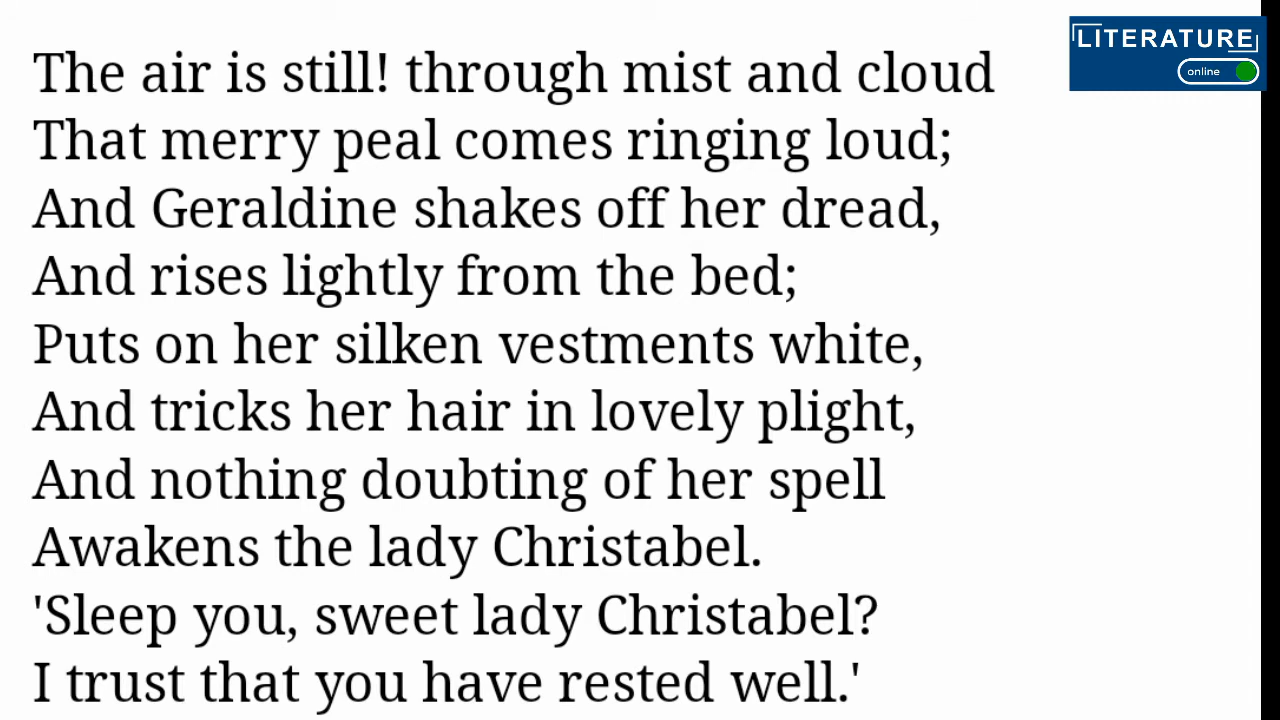 The air is still! through mist and cloud
That merry peal comes ringing loud;
And Geraldine shakes off her dread,
And rises lightly from the bed;
Puts on her silken vestments white,
And tricks her hair in lovely plight,
And nothing doubting of her spell
Awakens the lady Christabel.
'Sleep you, sweet lady Christabel?
I trust that you have rested well.'
LITERATURE
online